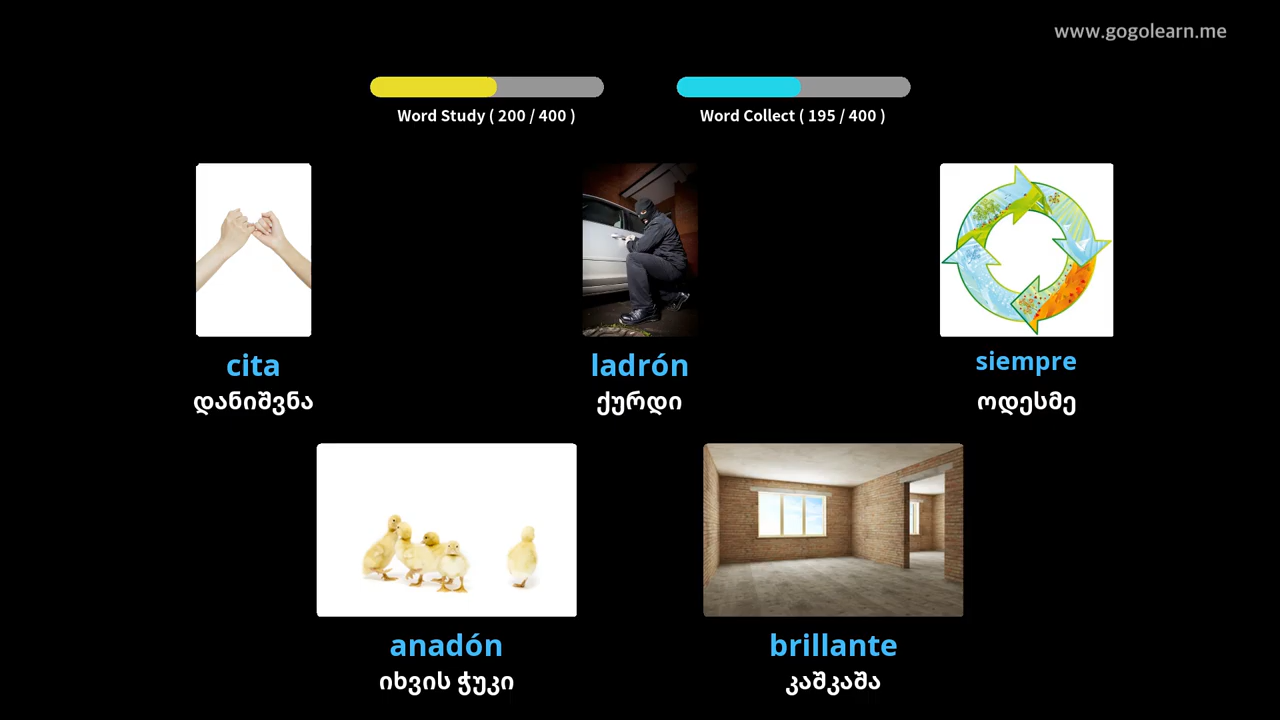 www.gogolearn.me
Word Study ( 200 / 400 )
Word Collect ( 195 / 400 )
cita
დანიშვნა
ladrón
ქურდი
siempre
ოდესმე
anadón
იხვის ჭუკი
brillante
კაშკაშა